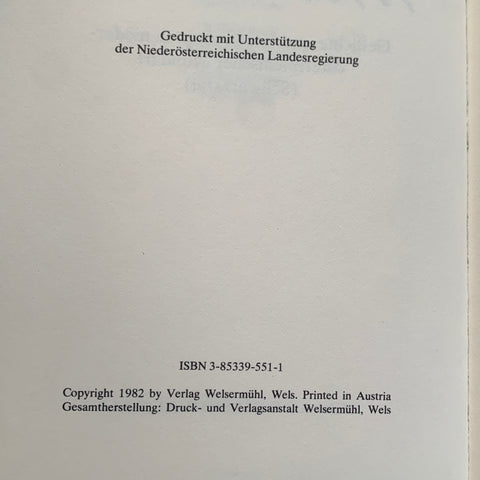 Gedruckt mit Unterstützung
der Niederösterreichischen Landesregierung
ISBN 3-85339-551-1
Copyright 1982 by Verlag Welsermühl, Wels. Printed in Austria
Gesamtherstellung: Druck- und Verlagsanstalt Welsermühl, Wels